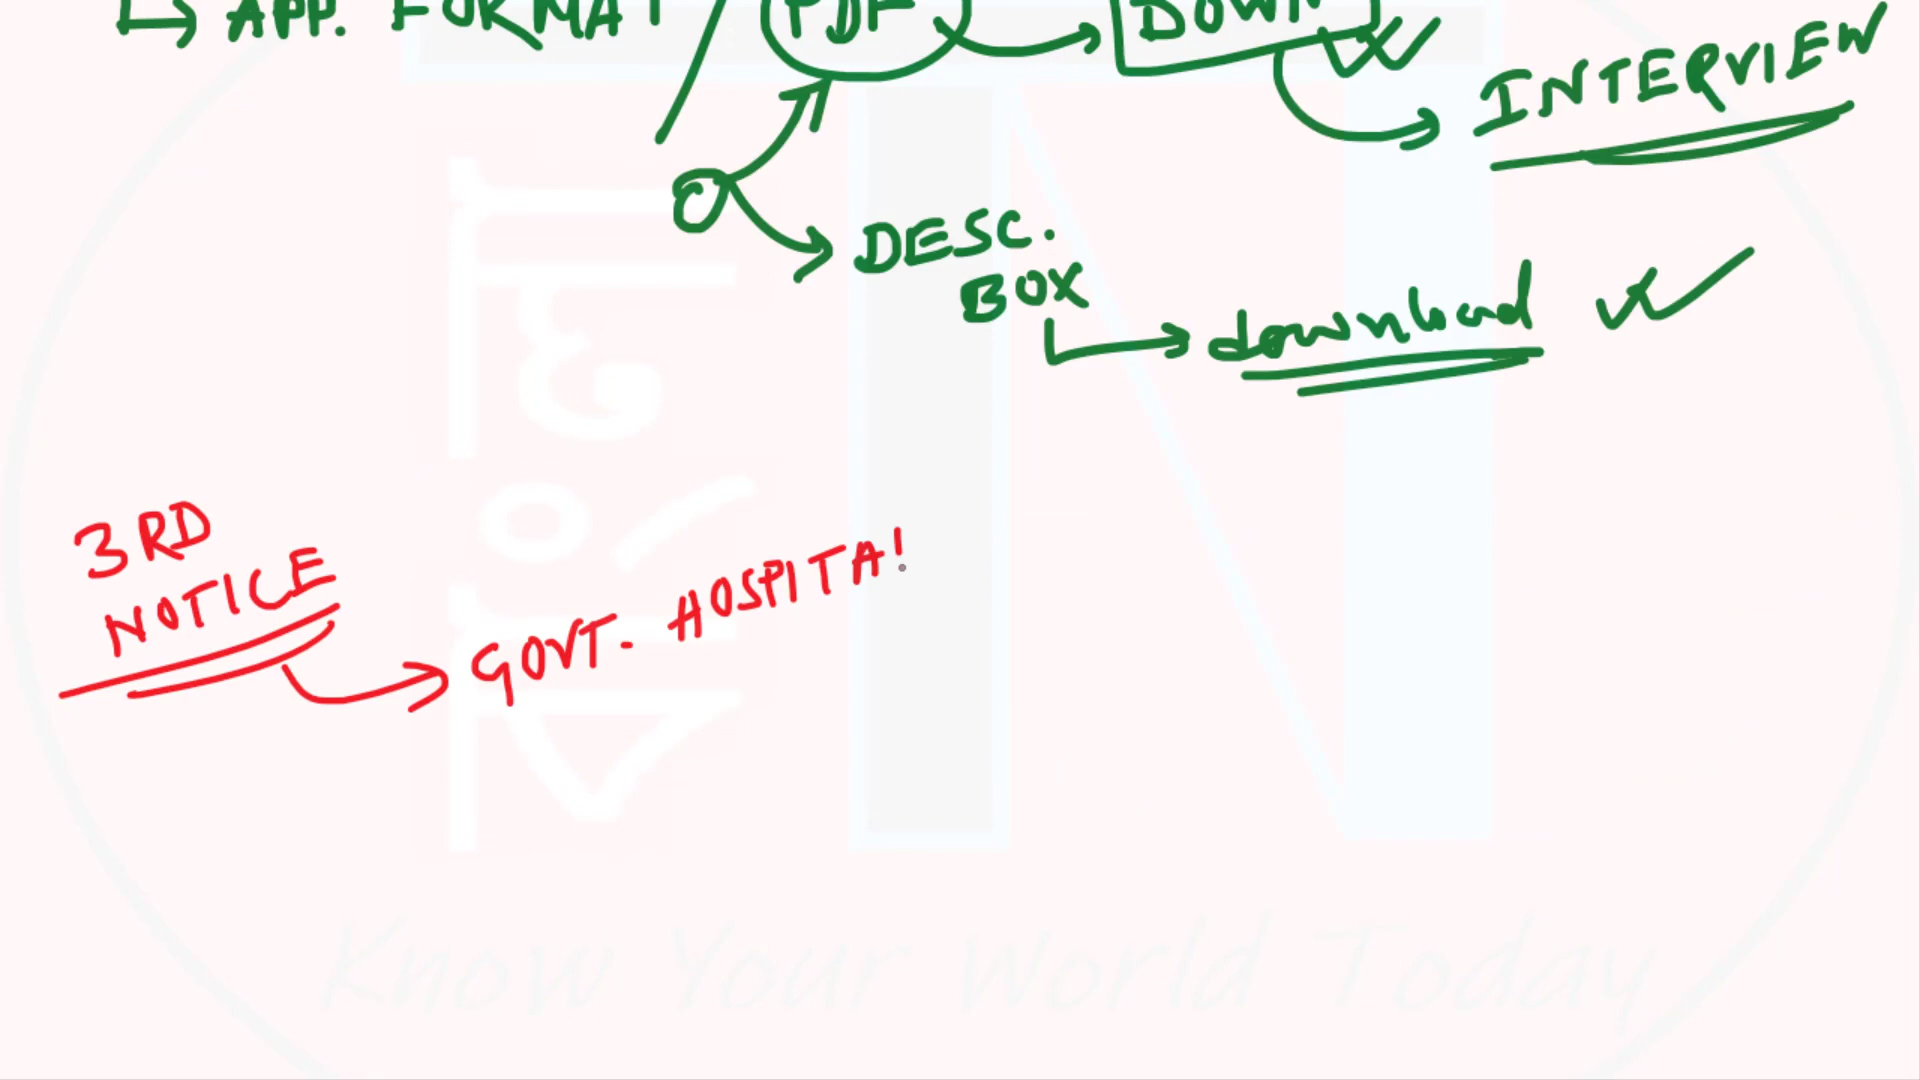 APP. FORMAT / PDF DOWN
INTERVIEW
DESC.
BOX
download
3RD
NOTICE
GOVT. HOSPITAL
Know Your World Today